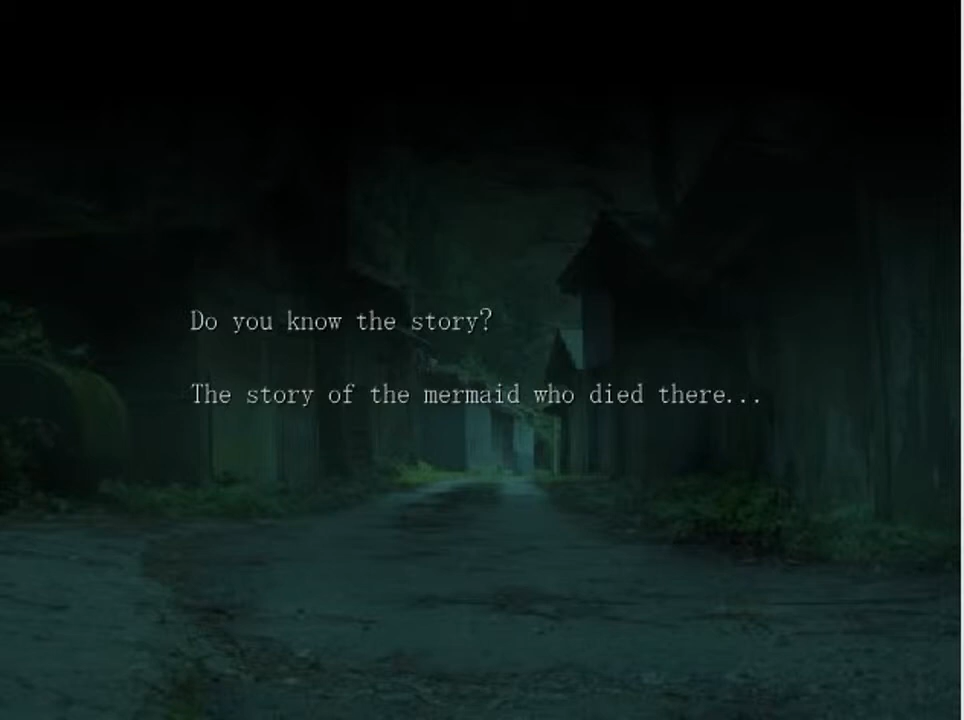 Do you know the story?
The story of the mermaid who died there...